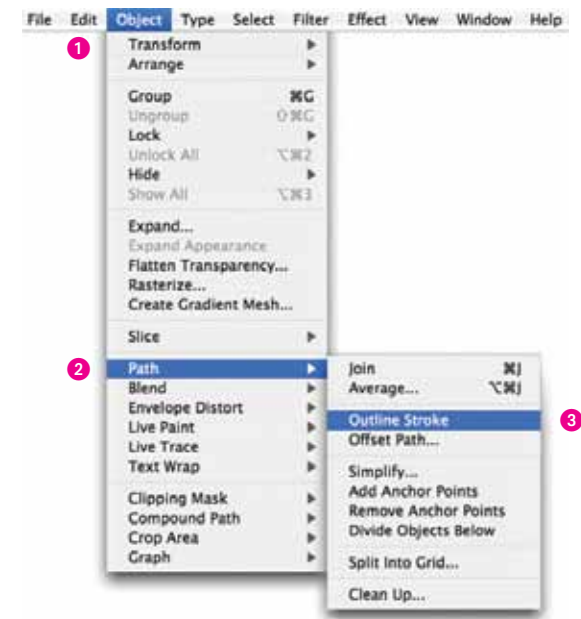 File Edit Object Type Select Filter Effect View Window Help
1
Transform
Arrange
Group ⌘G
Ungroup ⇧⌘G
Lock
Unlock All ⌥⌘2
Hide
Show All ⌥⌘3
Expand...
Expand Appearance
Flatten Transparency...
Rasterize...
Create Gradient Mesh...
Slice
2
Path
Blend
Envelope Distort
Live Paint
Live Trace
Text Wrap
Clipping Mask
Compound Path
Crop Area
Graph
Join ⌘J
Average... ⌥⌘J
Outline Stroke
3
Offset Path...
Simplify...
Add Anchor Points
Remove Anchor Points
Divide Objects Below
Split Into Grid...
Clean Up...